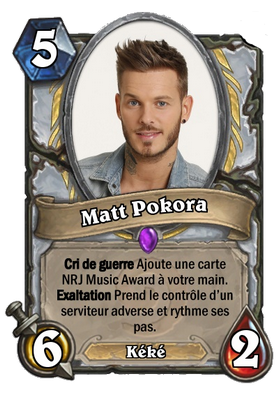 5
Matt Pokora
Cri de guerre Ajoute une carte
NRJ Music Award à votre main.
Exaltation Prend le contrôle d'un
serviteur adverse et rythme ses
pas.
6
Kéké
2